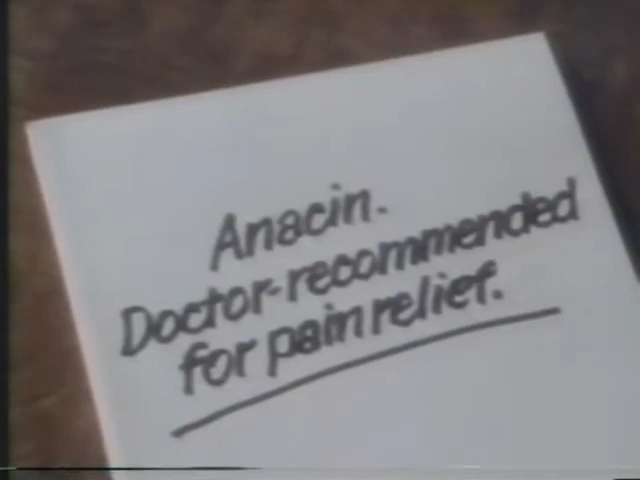 Anacin.
Doctor-recommended
for pain relief.